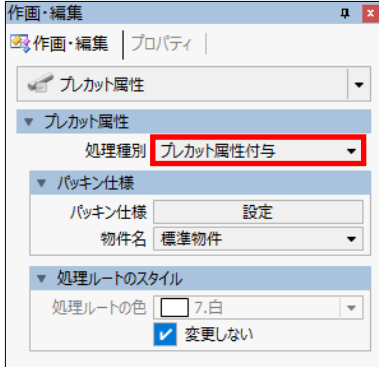 作画・編集
作画・編集 プロパティ
プレカット属性
プレカット属性
処理種別 プレカット属性付与
パッキン仕様
パッキン仕様 設定
物件名 標準物件
処理ルートのスタイル
処理ルートの色 7.白
変更しない